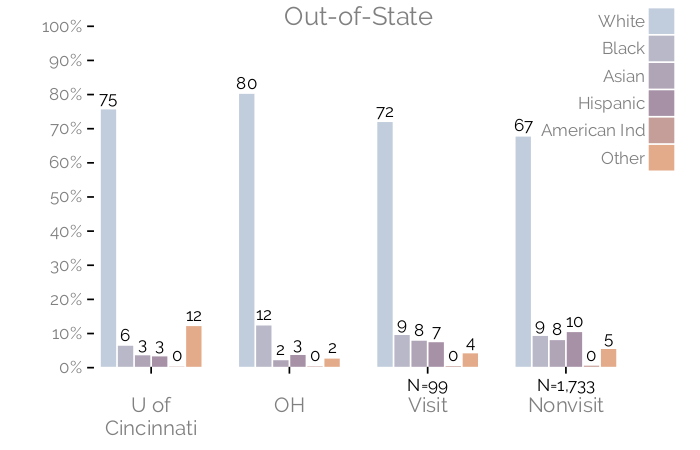 Out-of-State
White
Black
Asian
Hispanic
American Ind
Other
100%
90%
80%
70%
60%
50%
40%
30%
20%
10%
0%
75
6
3
3
0
12
80
12
2
3
0
2
72
9
8
7
0
4
67
9
8
10
0
5
N=99
N=1,733
U of
Cincinnati
OH
Visit
Nonvisit